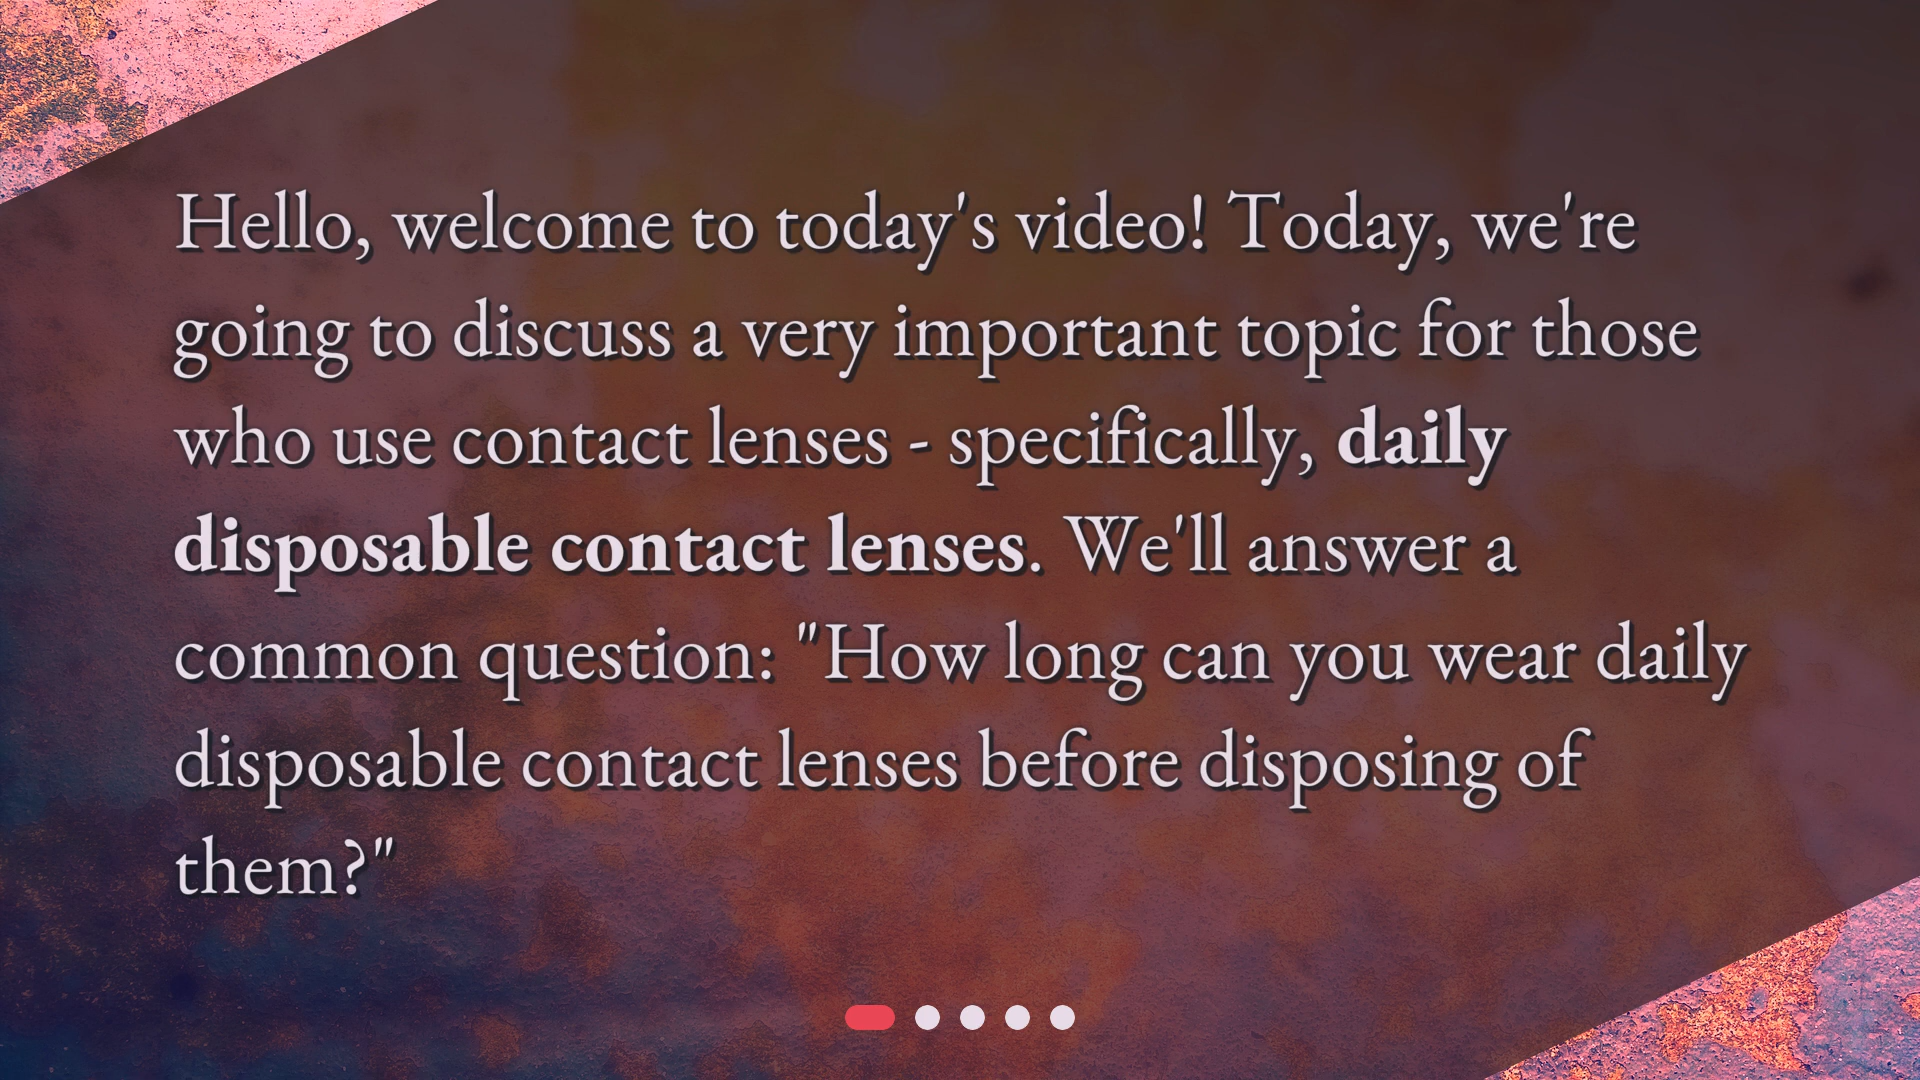 Hello, welcome to today's video! Today, we're
going to discuss a very important topic for those
who use contact lenses - specifically, daily
disposable contact lenses. We'll answer a
common question: "How long can you wear daily
disposable contact lenses before disposing of
them?"